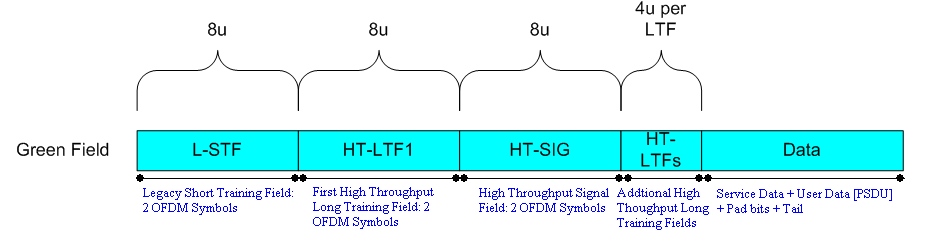 8u
8u
8u
4u per
LTF
Green Field
L-STF
HT-LTF1
HT-SIG
HT-
LTFs
Data
Legacy Short Training Field:
2 OFDM Symbols
First High Throughput
Long Training Field: 2
OFDM Symbols
High Throughput Signal
Field: 2 OFDM Symbols
Addtional High
Thoughput Long
Training Fields
Service Data + User Data [PSDU]
+ Pad bits + Tail